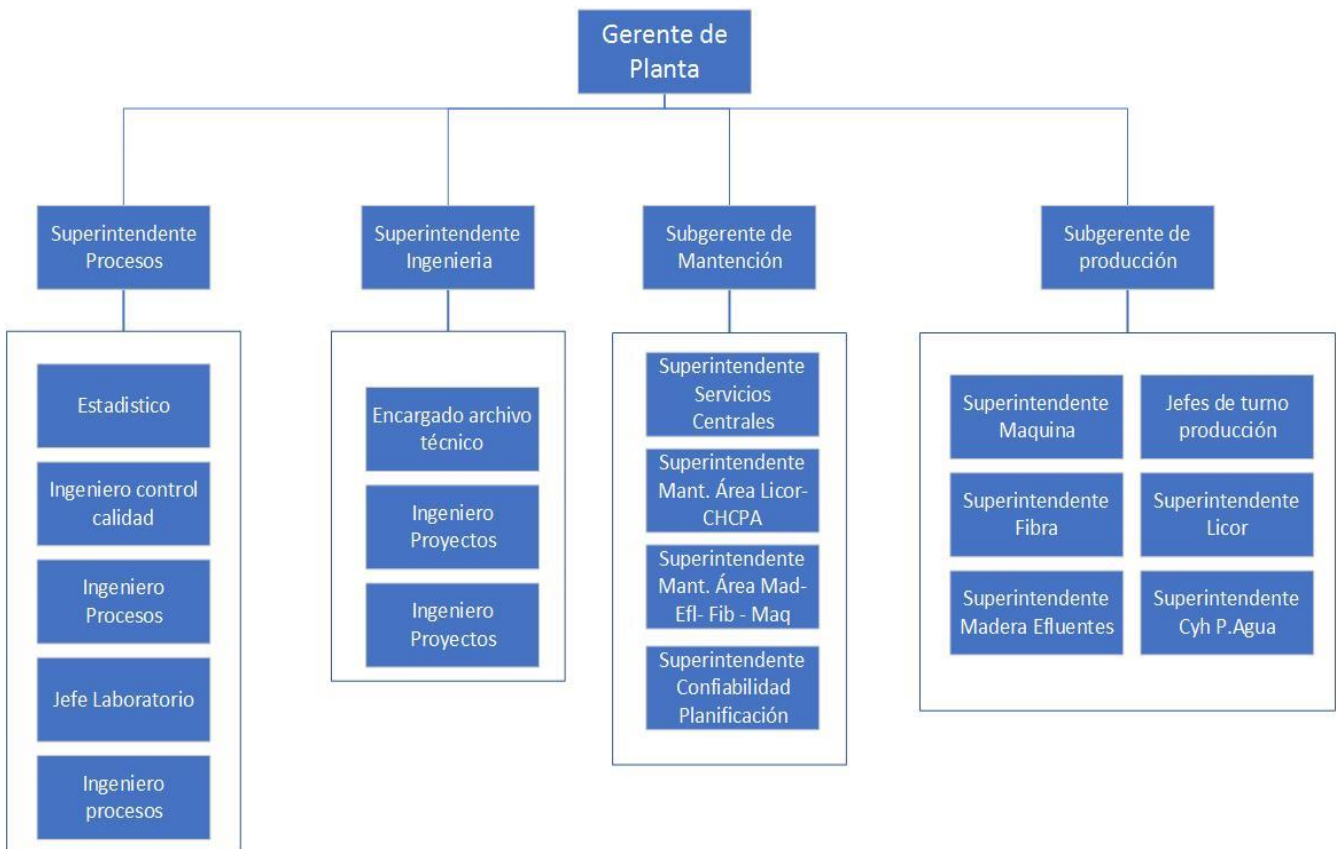 Gerente de
Planta
Superintendente
Procesos
Superintendente
Ingenieria
Subgerente de
Mantención
Subgerente de
producción
Estadistico
Ingeniero control
calidad
Ingeniero
Procesos
Jefe Laboratorio
Ingeniero
procesos
Encargado archivo
técnico
Ingeniero
Proyectos
Ingeniero
Proyectos
Superintendente
Servicios
Centrales
Superintendente
Mant. Área Licor-
CHCPA
Superintendente
Mant. Área Mad-
Efl- Fib - Maq
Superintendente
Confiabilidad
Planificación
Superintendente
Maquina
Jefes de turno
producción
Superintendente
Fibra
Superintendente
Licor
Superintendente
Madera Efluentes
Superintendente
Cyh P.Agua